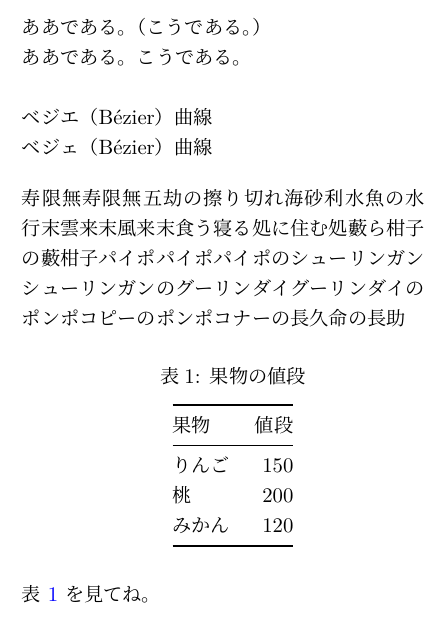 ああである。（こうである。）
ああである。こうである。
ベジエ（Bézier）曲線
ベジェ（Bézier）曲線
寿限無寿限無五劫の擦り切れ海砂利水魚の水
行末雲来末風来末食う寝る処に住む処藪ら柑子
の藪柑子パイポパイポパイポのシューリンガン
シューリンガンのグーリンダイグーリンダイの
ポンポコピーのポンポコナーの長久命の長助
表 1: 果物の値段
果物 値段
りんご 150
桃 200
みかん 120
表 1 を見てね。